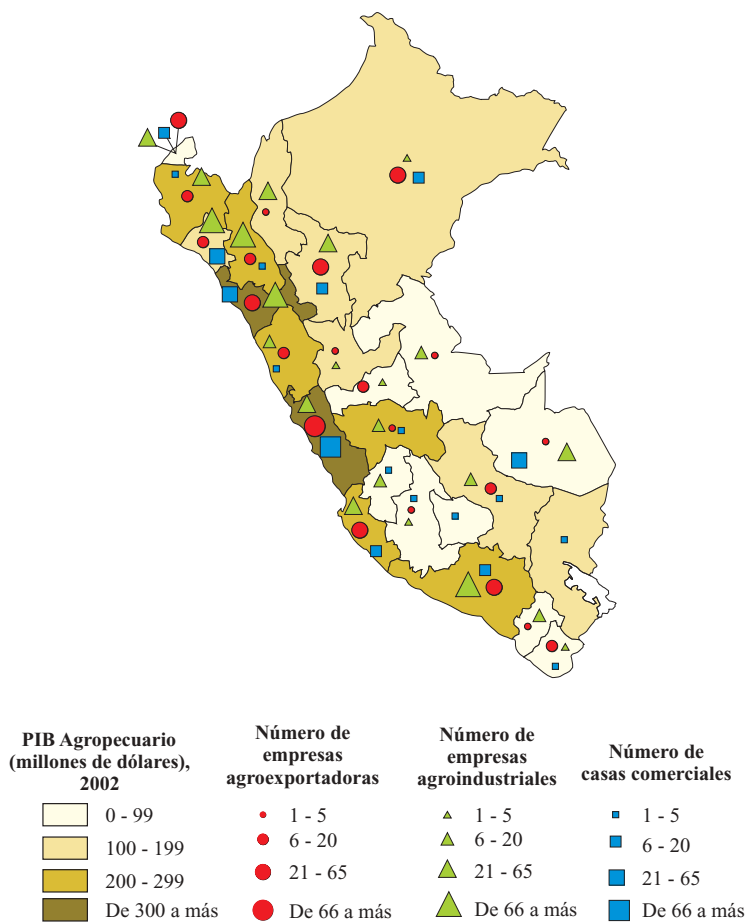 PIB Agropecuario
(millones de dólares),
2002
0 - 99
100 - 199
200 - 299
De 300 a más
Número de
empresas
agroexportadoras
1 - 5
6 - 20
21 - 65
De 66 a más
Número de
empresas
agroindustriales
1 - 5
6 - 20
21 - 65
De 66 a más
Número de
casas comerciales
1 - 5
6 - 20
21 - 65
De 66 a más